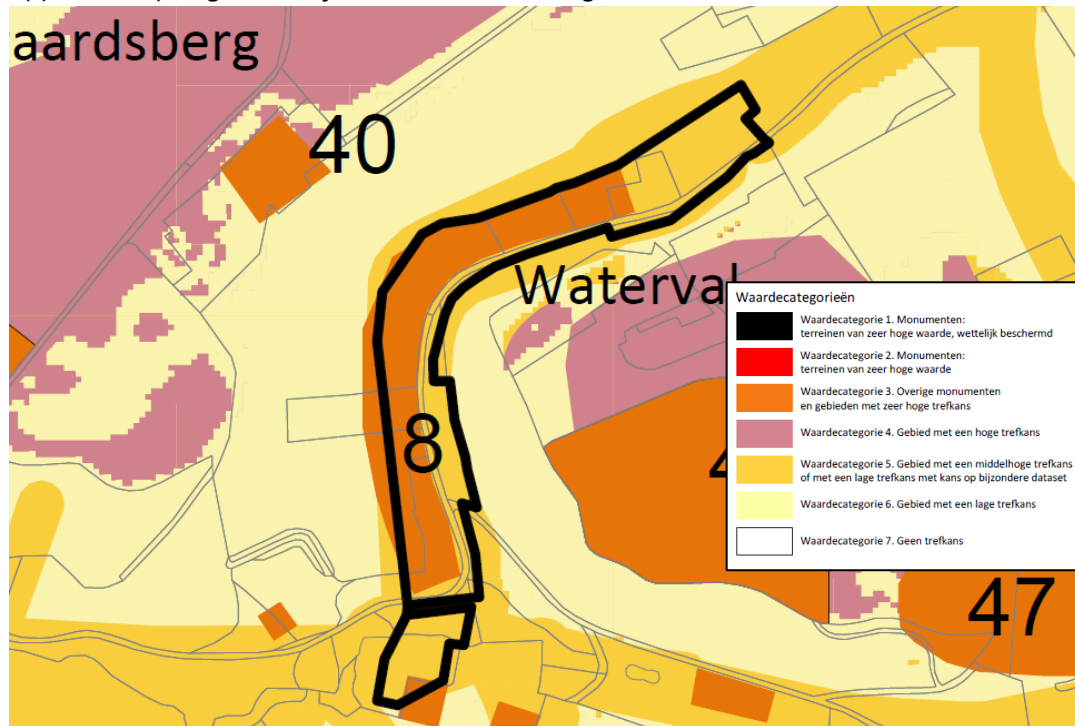 aardsberg
40
Waterval
8
4
47
Waardecategorieën
Waardecategorie 1. Monumenten:
terreinen van zeer hoge waarde, wettelijk beschermd
Waardecategorie 2. Monumenten:
terreinen van zeer hoge waarde
Waardecategorie 3. Overige monumenten
en gebieden met zeer hoge trefkans
Waardecategorie 4. Gebied met een hoge trefkans
Waardecategorie 5. Gebied met een middelhoge trefkans
of met een lage trefkans met kans op bijzondere dataset
Waardecategorie 6. Gebied met een lage trefkans
Waardecategorie 7. Geen trefkans